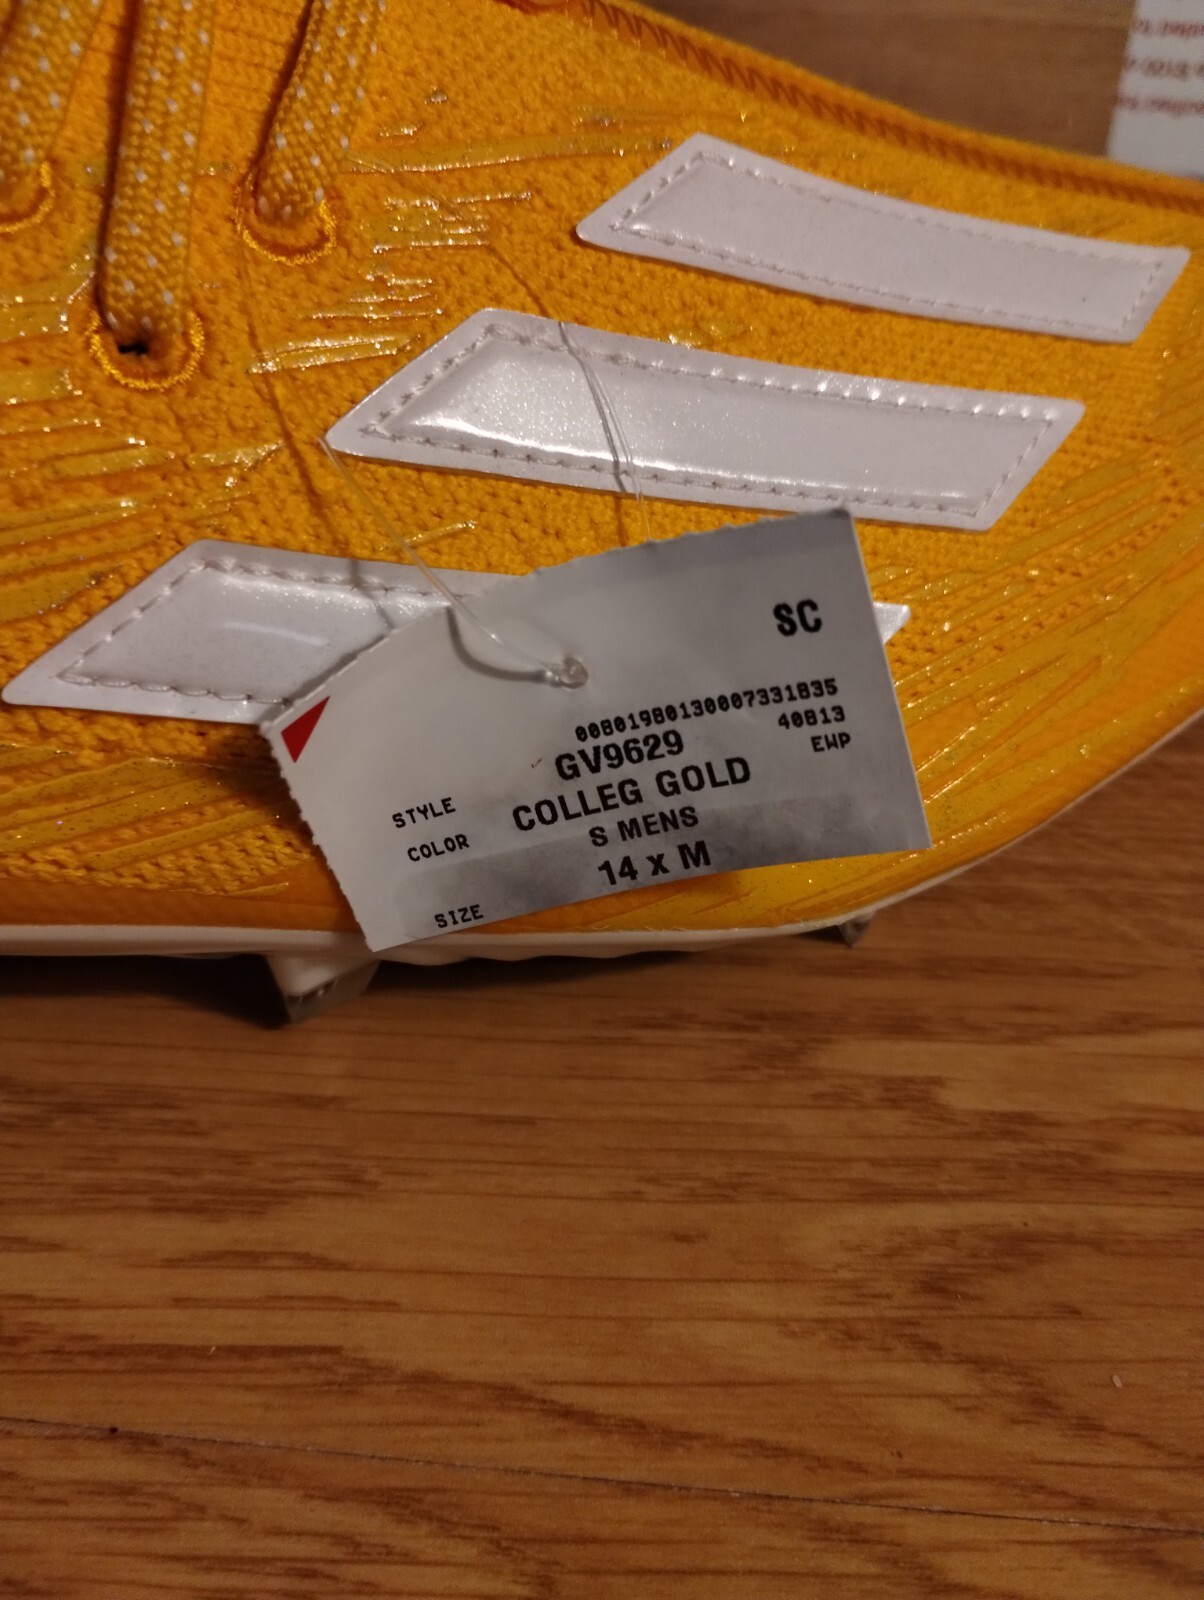 SC
00801980130007331835
40813
EWP
STYLE GV9629
COLOR COLLEG GOLD
S MENS
SIZE 14 x M